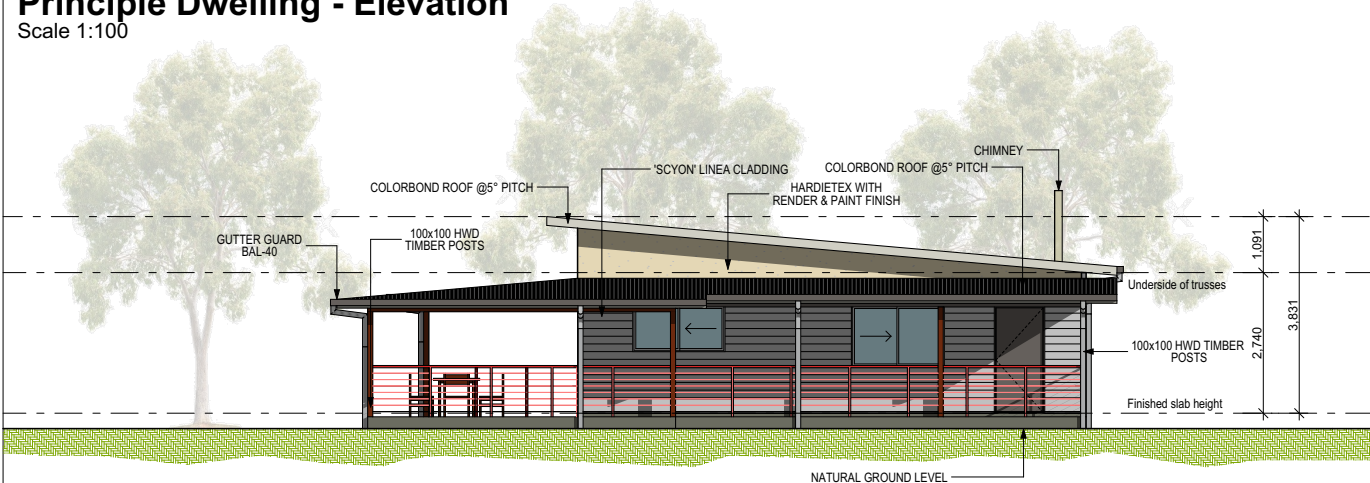 Principle Dwelling - Elevation
Scale 1:100
CHIMNEY
'SCYON' LINEA CLADDING
COLORBOND ROOF @5° PITCH
COLORBOND ROOF @5° PITCH
HARDIETEX WITH
RENDER & PAINT FINISH
GUTTER GUARD
BAL-40
100x100 HWD
TIMBER POSTS
1,091
Underside of trusses
2,740
3,831
100x100 HWD TIMBER
POSTS
Finished slab height
NATURAL GROUND LEVEL